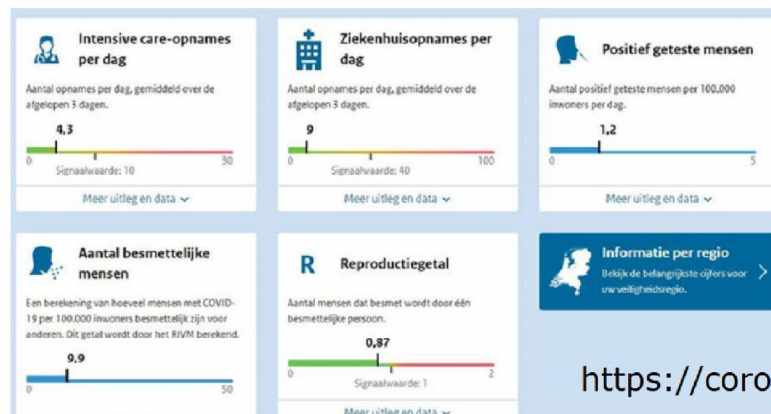 Intensive care-opnames
per dag
Aantal opnames per dag, gemiddeld over de
afgelopen 3 dagen.
4,3
0
30
Signaalwaarde: 10
Meer uitleg en data
Ziekenhuisopnames per
dag
Aantal opnames per dag, gemiddeld over de
afgelopen 3 dagen.
9
0
100
Signaalwaarde: 40
Meer uitleg en data
Positief geteste mensen
Aantal positief geteste mensen per 100.000
inwoners per dag.
1,2
0
5
Meer uitleg en data
Aantal besmettelijke
mensen
Een berekening van hoeveel mensen met COVID-
19 per 100.000 inwoners besmettelijk zijn voor
anderen. Dit getal wordt door het RIVM berekend.
9,9
0
50
R
Reproductiegetal
Aantal mensen dat besmet wordt door één
besmettelijke persoon.
0,87
0
2
Signaalwaarde: 1
Meer uitleg en data
Informatie per regio
Bekijk de belangrijkste cijfers voor
uw veiligheidsregio.
https://coro